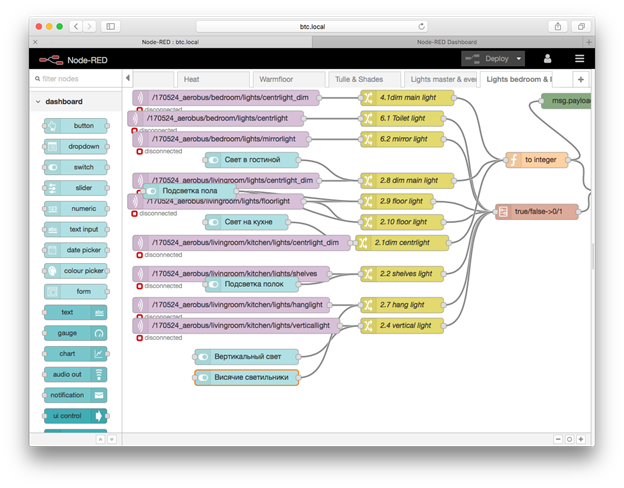 btc.local
Node-RED : btc.local
Node-RED Dashboard
Node-RED
Deploy
filter nodes
Heat
Warmfloor
Tulle & Shades
Lights master & ever
Lights bedroom & l
dashboard
button
dropdown
switch
slider
numeric
text input
date picker
colour picker
form
text
abc
gauge
chart
audio out
notification
ui control
/170524_aerobus/bedroom/lights/centrlight_dim
4.1dim main light
msg.payload
disconnected
/170524_aerobus/bedroom/lights/centrlight
6.1 Toilet light
disconnected
/170524_aerobus/bedroom/lights/mirrorlight
6.2 mirror light
disconnected
Свет в гостиной
to integer
/170524_aerobus/livingroom/lights/centrlight_dim
2.8 dim main light
disconnected
Подсветка пола
/170524_aerobus/livingroom/lights/floorlight
2.9 floor light
disconnected
true/false->0/1
Свет на кухне
2.10 floor light
/170524_aerobus/livingroom/kitchen/lights/centrlight_dim
2.1dim centrlight
disconnected
/170524_aerobus/livingroom/kitchen/lights/shelves
2.2 shelves light
disconnected
Подсветка полок
/170524_aerobus/livingroom/kitchen/lights/hanglight
2.7 hang light
disconnected
/170524_aerobus/livingroom/kitchen/lights/verticallight
2.4 vertical light
disconnected
Вертикальный свет
Висячие светильники